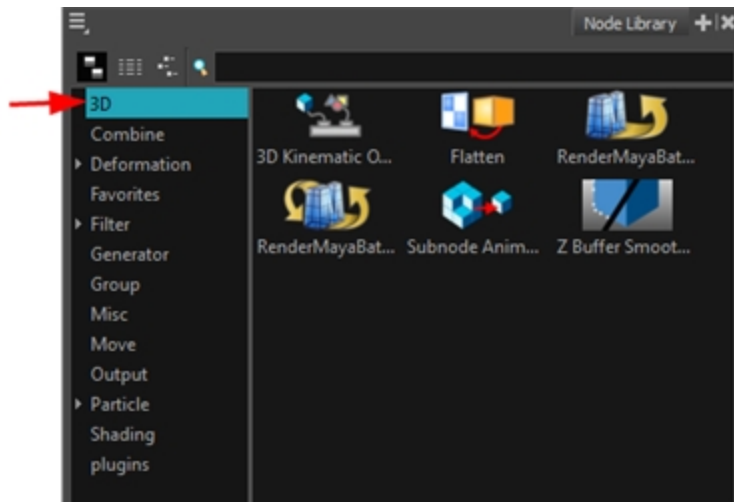 Node Library
3D
Combine
Deformation
Favorites
Filter
Generator
Group
Misc
Move
Output
Particle
Shading
plugins
3D Kinematic O... Flatten RenderMayaBat...
RenderMayaBat... Subnode Anim... Z Buffer Smoot...